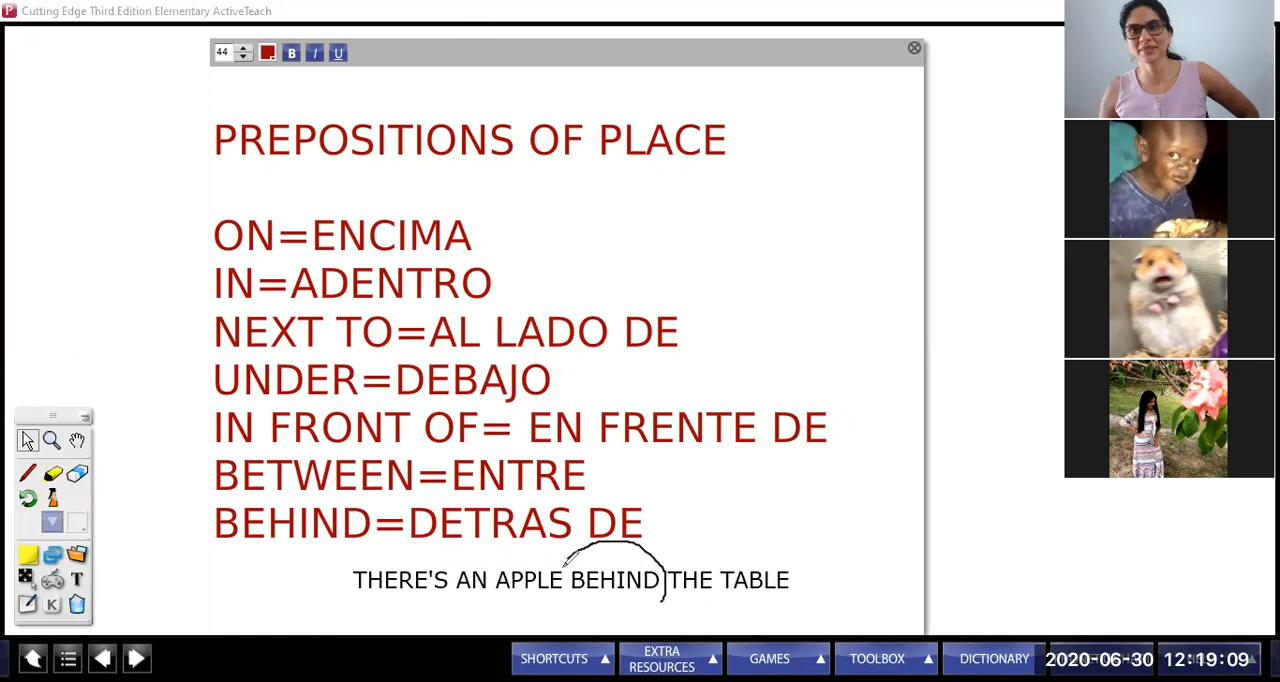 Cutting Edge Third Edition Elementary ActiveTeach
44 B I U
PREPOSITIONS OF PLACE
ON=ENCIMA
IN=ADENTRO
NEXT TO=AL LADO DE
UNDER=DEBAJO
IN FRONT OF= EN FRENTE DE
BETWEEN=ENTRE
BEHIND=DETRAS DE
THERE'S AN APPLE BEHIND THE TABLE
T
K
SHORTCUTS
EXTRA
RESOURCES
GAMES
TOOLBOX
DICTIONARY
2020-06-30 12:19:09